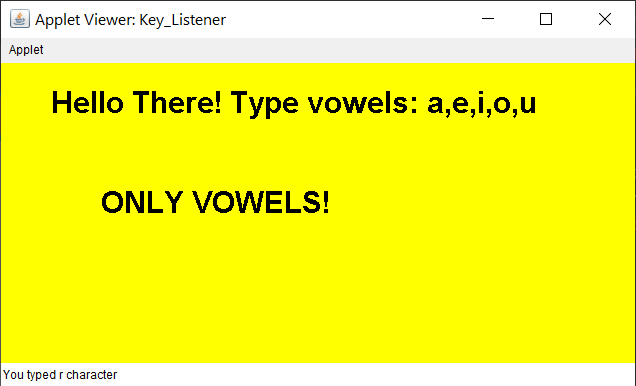 Applet Viewer: Key_Listener
Applet
Hello There! Type vowels: a,e,i,o,u
ONLY VOWELS!
You typed r character